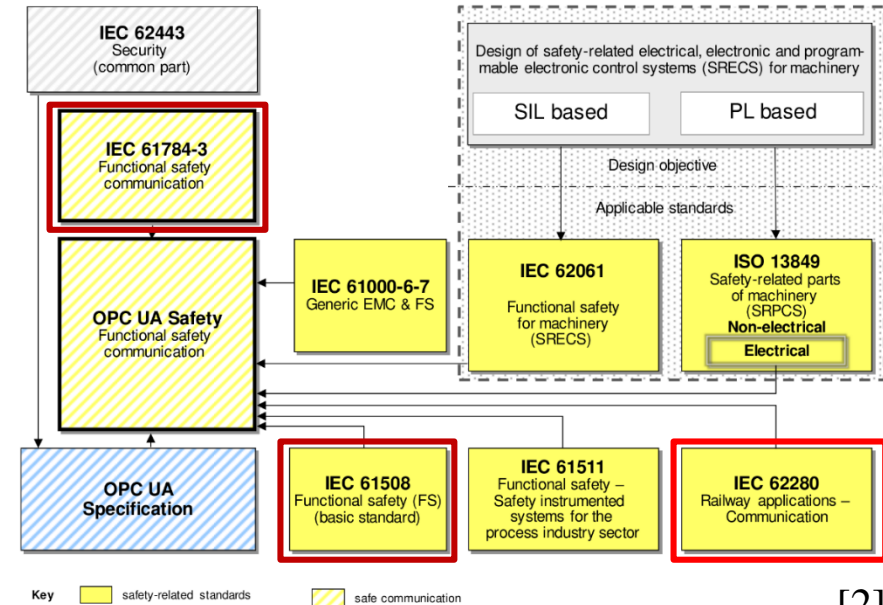 IEC 62443
Security
(common part)
Design of safety-related electrical, electronic and program-
mable electronic control systems (SRECS) for machinery
SIL based
PL based
IEC 61784-3
Functional safety
communication
Design objective
Applicable standards
OPC UA Safety
Functional safety
communication
IEC 61000-6-7
Generic EMC & FS
IEC 62061
Functional safety
for machinery
(SRECS)
ISO 13849
Safety-related parts
of machinery
(SRPCS)
Non-electrical
Electrical
OPC UA
Specification
IEC 61508
Functional safety (FS)
(basic standard)
IEC 61511
Functional safety –
Safety instrumented
systems for the
process industry sector
IEC 62280
Railway applications –
Communication
Key
safety-related standards
safe communication
[2]